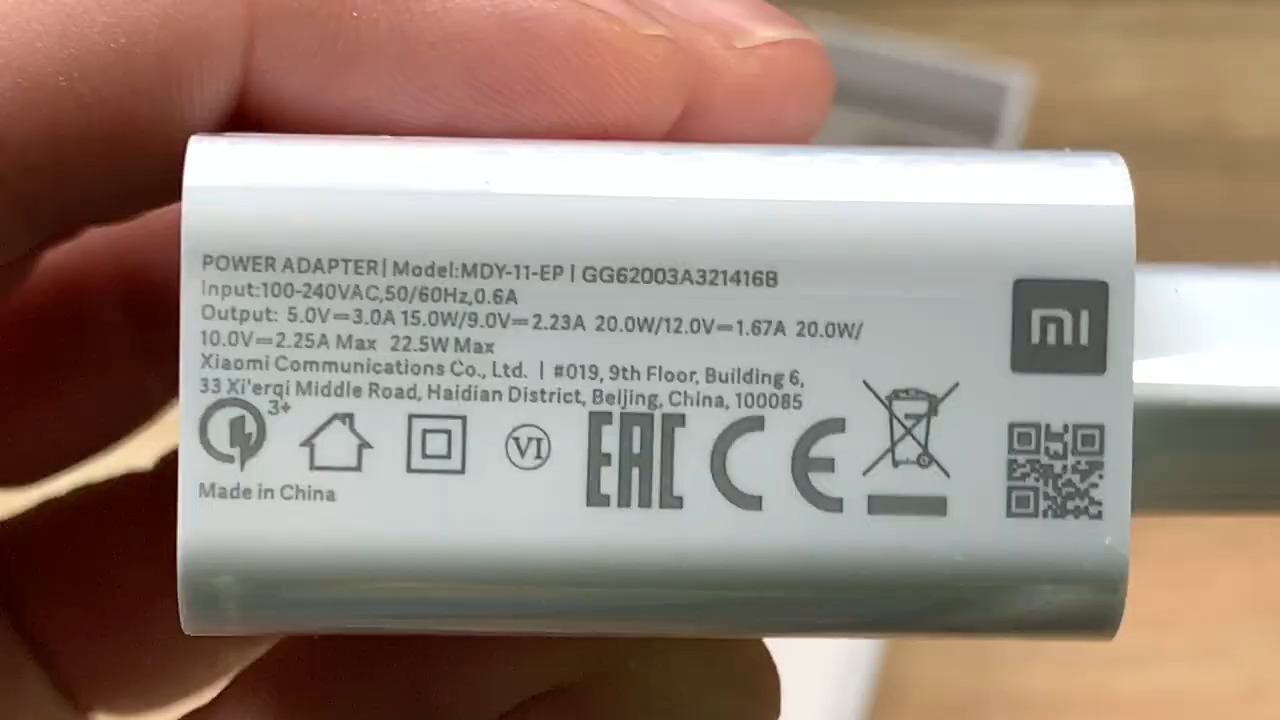 POWER ADAPTER | Model:MDY-11-EP | GG62003A321416B
Input:100-240VAC,50/60Hz,0.6A
Output: 5.0V⎓3.0A 15.0W/9.0V⎓2.23A 20.0W/12.0V⎓1.67A 20.0W/
10.0V⎓2.25A Max 22.5W Max
Xiaomi Communications Co., Ltd. | #019, 9th Floor, Building 6,
33 Xi'erqi Middle Road, Haidian District, Beijing, China, 100085
3+
VI
EAC CE
Made in China
mi